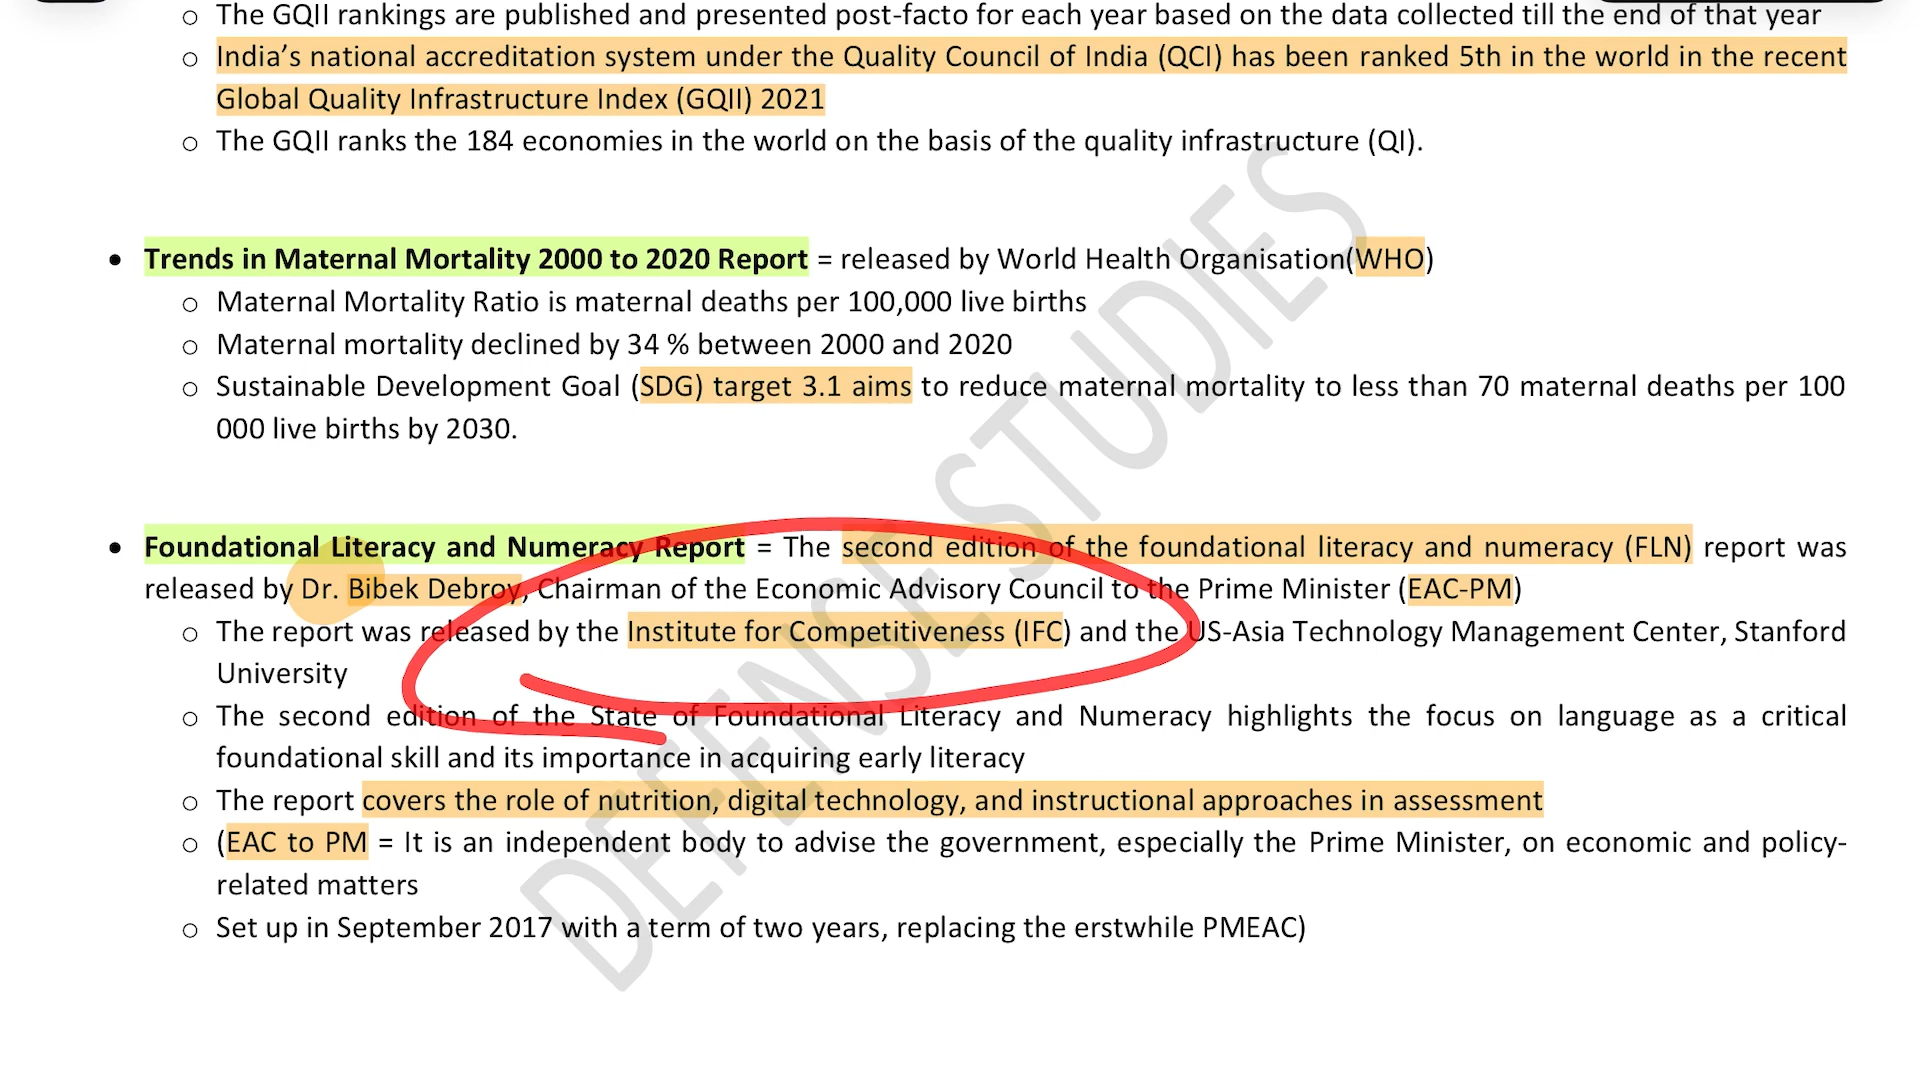 o The GQII rankings are published and presented post-facto for each year based on the data collected till the end of that year
o India’s national accreditation system under the Quality Council of India (QCI) has been ranked 5th in the world in the recent
Global Quality Infrastructure Index (GQII) 2021
o The GQII ranks the 184 economies in the world on the basis of the quality infrastructure (QI).
• Trends in Maternal Mortality 2000 to 2020 Report = released by World Health Organisation(WHO)
o Maternal Mortality Ratio is maternal deaths per 100,000 live births
o Maternal mortality declined by 34 % between 2000 and 2020
o Sustainable Development Goal (SDG) target 3.1 aims to reduce maternal mortality to less than 70 maternal deaths per 100
000 live births by 2030.
• Foundational Literacy and Numeracy Report = The second edition of the foundational literacy and numeracy (FLN) report was
released by Dr. Bibek Debroy, Chairman of the Economic Advisory Council to the Prime Minister (EAC-PM)
o The report was released by the Institute for Competitiveness (IFC) and the US-Asia Technology Management Center, Stanford
University
o The second edition of the State of Foundational Literacy and Numeracy highlights the focus on language as a critical
foundational skill and its importance in acquiring early literacy
o The report covers the role of nutrition, digital technology, and instructional approaches in assessment
o (EAC to PM = It is an independent body to advise the government, especially the Prime Minister, on economic and policy-
related matters
o Set up in September 2017 with a term of two years, replacing the erstwhile PMEAC)
DEFENSE STUDIES